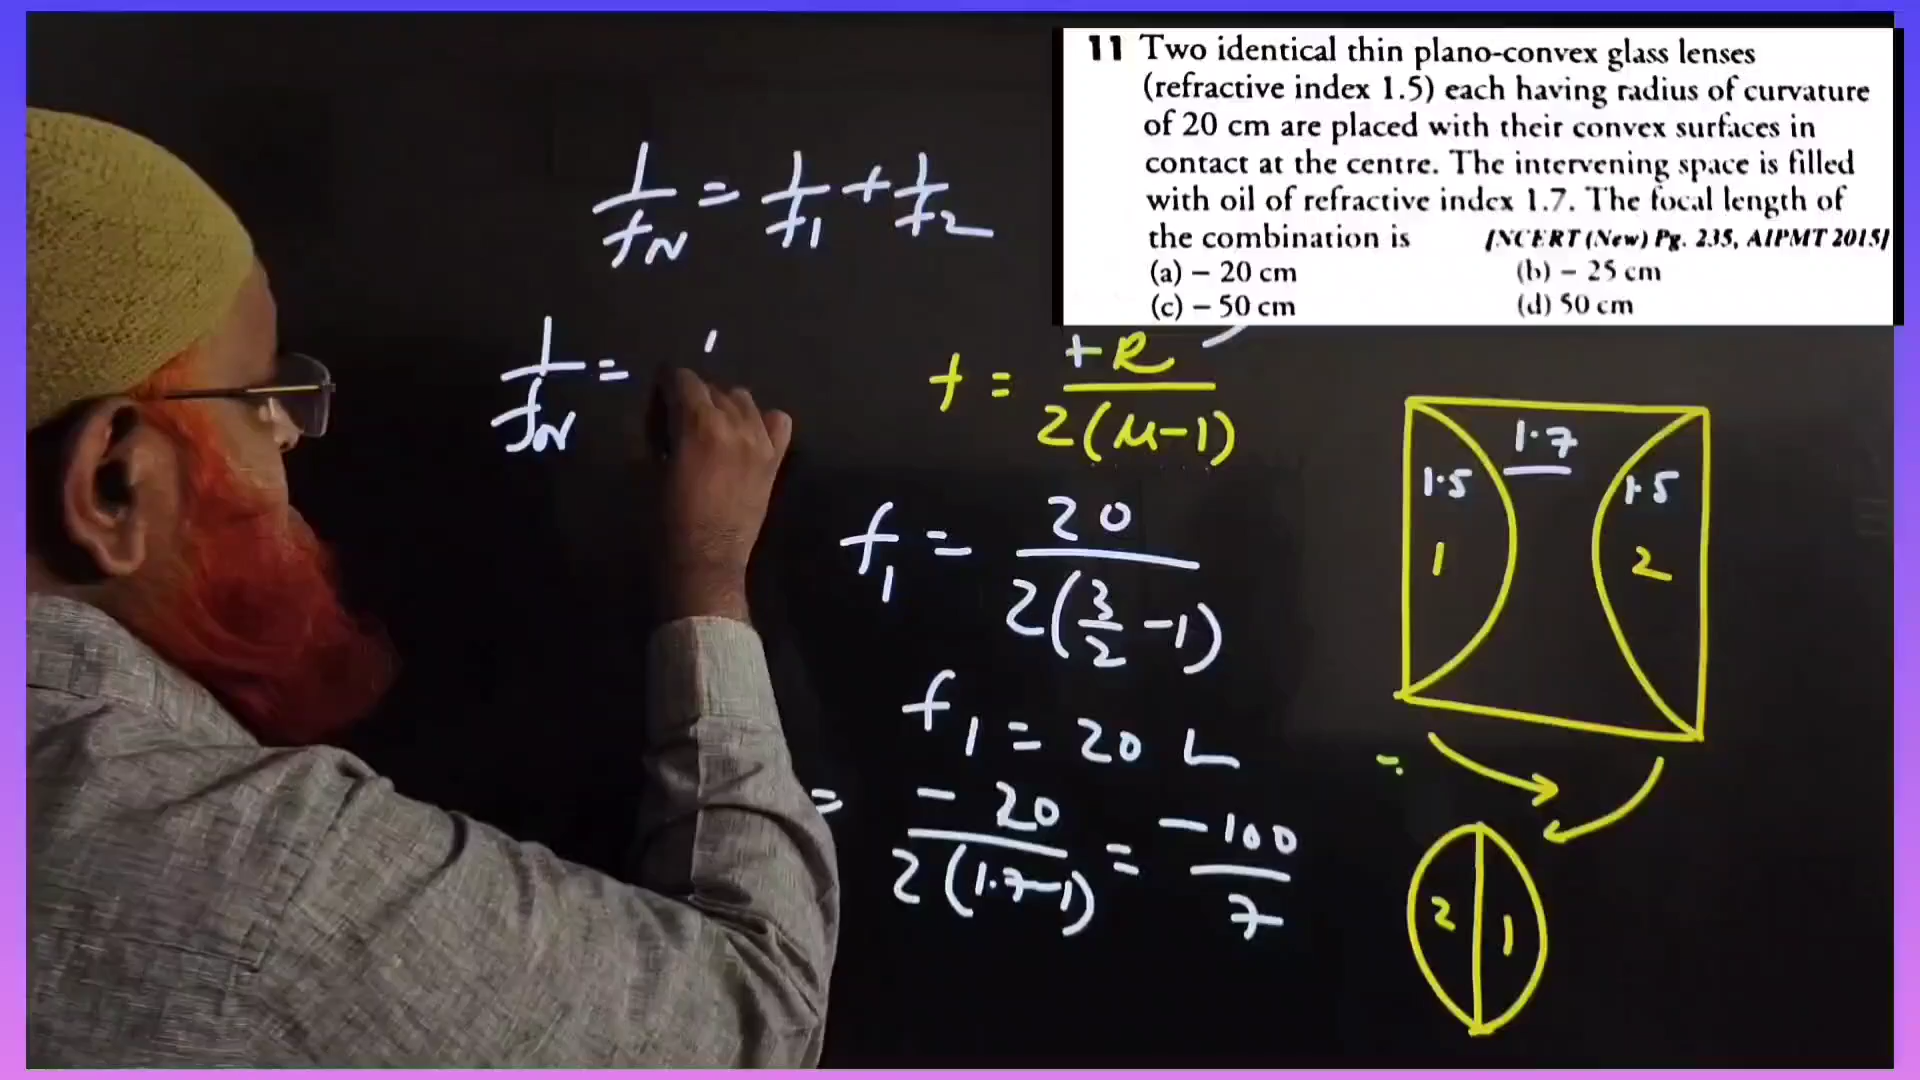 11 Two identical thin plano-convex glass lenses
(refractive index 1.5) each having radius of curvature
of 20 cm are placed with their convex surfaces in
contact at the centre. The intervening space is filled
with oil of refractive index 1.7. The focal length of
the combination is [NCERT (New) Pg. 235, AIPMT 2015]
(a) – 20 cm (b) – 25 cm
(c) – 50 cm (d) 50 cm
1/fN = 1/f1 + 1/f2
1/fN =
f = +R/2(μ-1)
f1 = 20/2(3/2 -1)
f1 = 20
= -20/2(1.7-1) = -100/7
1.7
1.5 1.5
1 2
2 1